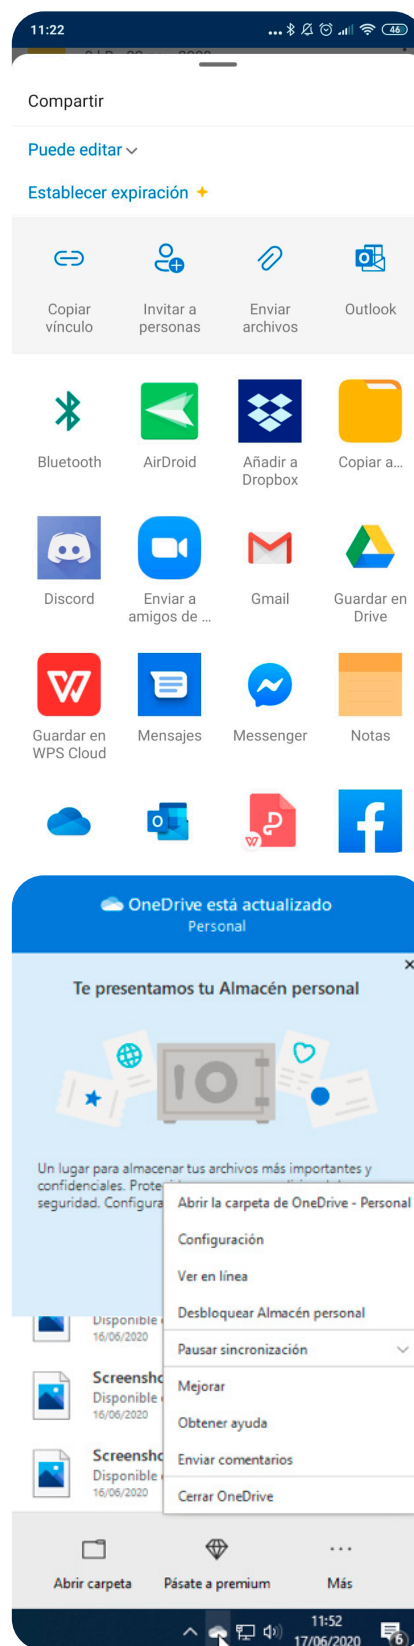 11:22
46
Compartir
Puede editar
Establecer expiración
Copiar vínculo
Invitar a personas
Enviar archivos
Outlook
Bluetooth
AirDroid
Añadir a Dropbox
Copiar a...
Discord
Enviar a amigos de ...
Gmail
Guardar en Drive
Guardar en WPS Cloud
Mensajes
Messenger
Notas
OneDrive está actualizado
Personal
Te presentamos tu Almacén personal
Un lugar para almacenar tus archivos más importantes y
confidenciales.
seguridad.
Abrir la carpeta de OneDrive - Personal
Configuración
Ver en línea
Desbloquear Almacén personal
Pausar sincronización
Mejorar
Obtener ayuda
Enviar comentarios
Cerrar OneDrive
Disponible
16/06/2020
Disponible
16/06/2020
Disponible
16/06/2020
Abrir carpeta
Pásate a premium
Más
11:52
17/06/2020
6